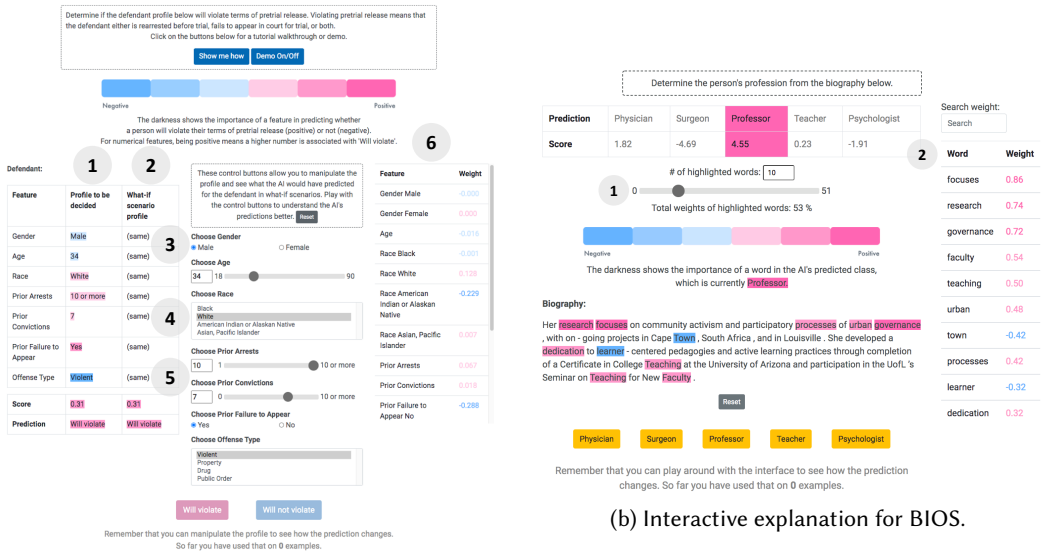 Determine if the defendant profile below will violate terms of pretrial release. Violating pretrial release means that
the defendant either is rearrested before trial, fails to appear in court for trial, or both.
Click on the buttons below for a tutorial walkthrough or demo.
Show me how Demo On/Off
Negative Positive
The darkness shows the importance of a feature in predicting whether
a person will violate their terms of pretrial release (positive) or not (negative).
For numerical features, being positive means a higher number is associated with 'Will violate'.
Defendant:
1 2
Feature Profile to be decided What-if scenario profile
Gender Male (same)
Age 34 (same)
Race White (same)
Prior Arrests 10 or more (same)
Prior Convictions 7 (same)
Prior Failure to Appear Yes (same)
Offense Type Violent (same)
Score 0.31 0.31
Prediction Will violate Will violate
These control buttons allow you to manipulate the
profile and see what the AI would have predicted
for the defendant in what-if scenarios. Play with
the control buttons to understand the AI's
predictions better. Reset
3
Choose Gender
Male Female
Choose Age
34 18 90
4
Choose Race
Black
White
American Indian or Alaskan Native
Asian, Pacific Islander
5
Choose Prior Arrests
10 1 10 or more
Choose Prior Convictions
7 0 10 or more
Choose Prior Failure to Appear
Yes No
Choose Offense Type
Violent
Property
Drug
Public Order
6
Feature Weight
Gender Male -0.000
Gender Female 0.000
Age -0.016
Race Black -0.001
Race White 0.128
Race American
Indian or Alaskan
Native -0.229
Race Asian, Pacific
Islander 0.007
Prior Arrests 0.067
Prior Convictions 0.018
Prior Failure to
Appear No -0.288
Will violate Will not violate
Remember that you can manipulate the profile to see how the prediction changes.
So far you have used that on 0 examples.
Determine the person's profession from the biography below.
Prediction Physician Surgeon Professor Teacher Psychologist
Score 1.82 -4.69 4.55 0.23 -1.91
# of highlighted words: 10
1 0 51
Total weights of highlighted words: 53 %
Negative Positive
The darkness shows the importance of a word in the AI's predicted class,
which is currently Professor.
Biography:
Her research focuses on community activism and participatory processes of urban governance
, with on - going projects in Cape Town , South Africa , and in Louisville . She developed a
dedication to learner - centered pedagogies and active learning practices through completion
of a Certificate in College Teaching at the University of Arizona and participation in the UofL 's
Seminar on Teaching for New Faculty .
Reset
Physician Surgeon Professor Teacher Psychologist
Remember that you can play around with the interface to see how the prediction
changes. So far you have used that on 0 examples.
Search weight:
Search
2
Word Weight
focuses 0.86
research 0.74
governance 0.72
faculty 0.54
teaching 0.50
urban 0.48
town -0.42
processes 0.42
learner -0.32
dedication 0.32
(b) Interactive explanation for BIOS.